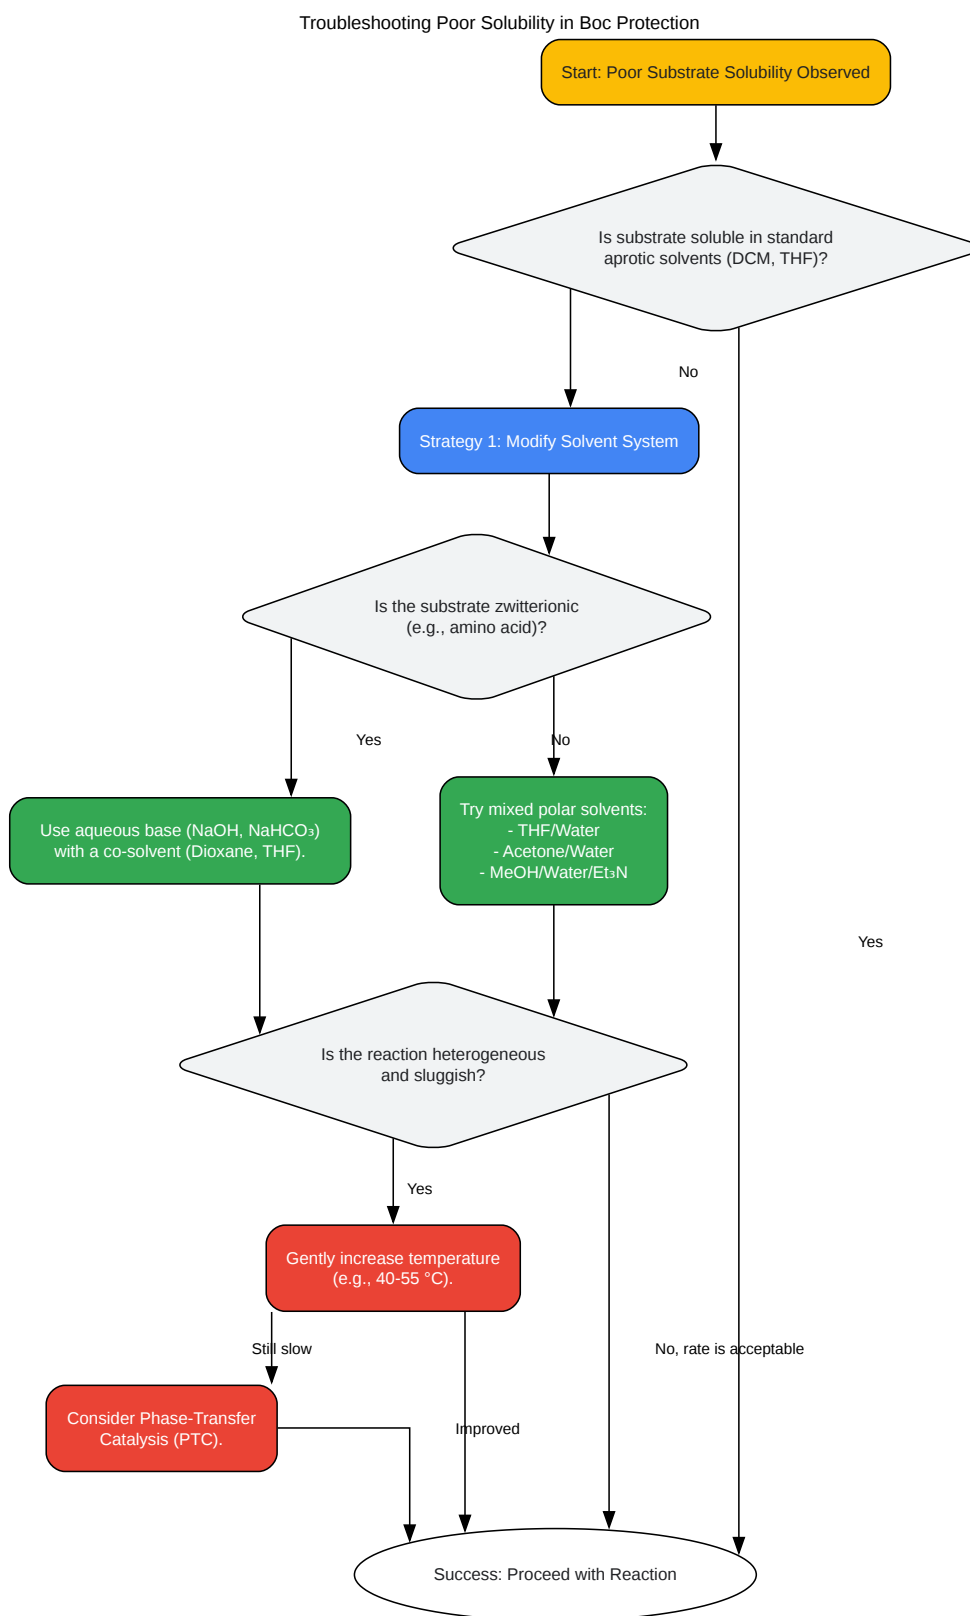 Troubleshooting Poor Solubility in Boc Protection
Start: Poor Substrate Solubility Observed
Is substrate soluble in standard
aprotic solvents (DCM, THF)?
No
Strategy 1: Modify Solvent System
Is the substrate zwitterionic
(e.g., amino acid)?
Yes
No
Use aqueous base (NaOH, NaHCO₃)
with a co-solvent (Dioxane, THF).
Try mixed polar solvents:
- THF/Water
- Acetone/Water
- MeOH/Water/Et₃N
Yes
Is the reaction heterogeneous
and sluggish?
Yes
Gently increase temperature
(e.g., 40-55 °C).
Still slow
No, rate is acceptable
Consider Phase-Transfer
Catalysis (PTC).
Improved
Success: Proceed with Reaction